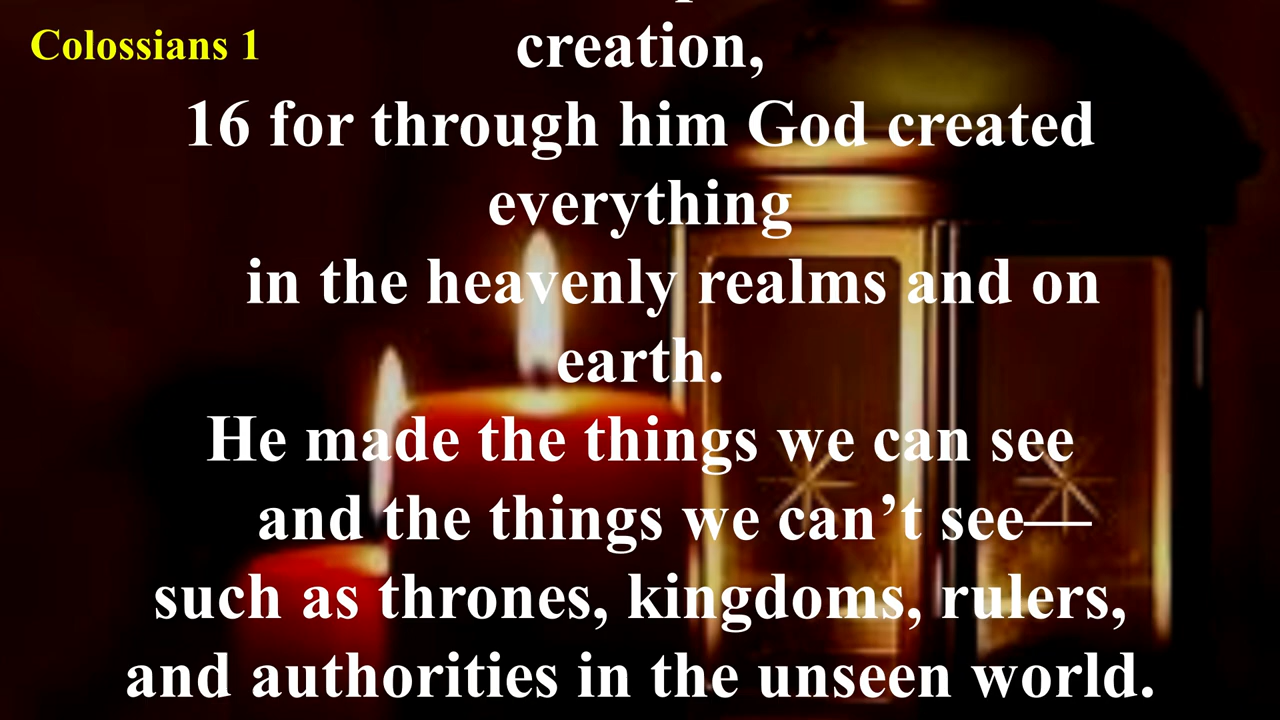 Colossians 1
creation,
16 for through him God created
everything
in the heavenly realms and on
earth.
He made the things we can see
and the things we can’t see—
such as thrones, kingdoms, rulers,
and authorities in the unseen world.